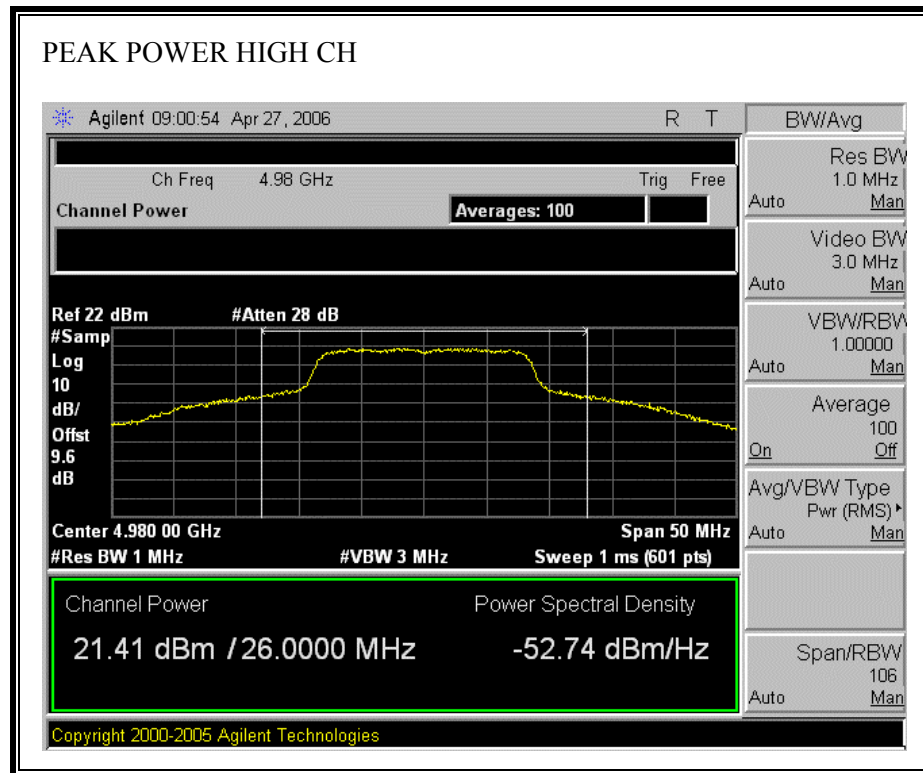 PEAK POWER HIGH CH
Agilent 09:00:54 Apr 27, 2006 R T
BW/Avg
Ch Freq 4.98 GHz Trig Free
Channel Power Averages: 100
Ref 22 dBm #Atten 28 dB
#Samp
Log
10
dB/
Offst
9.6
dB
Center 4.980 00 GHz Span 50 MHz
#Res BW 1 MHz #VBW 3 MHz Sweep 1 ms (601 pts)
Channel Power Power Spectral Density
21.41 dBm / 26.0000 MHz -52.74 dBm/Hz
Copyright 2000-2005 Agilent Technologies
Res BW
1.0 MHz
Auto Man
Video BW
3.0 MHz
Auto Man
VBW/RBW
1.00000
Auto Man
Average
100
On Off
Avg/VBW Type
Pwr (RMS)
Auto Man
Span/RBW
106
Auto Man